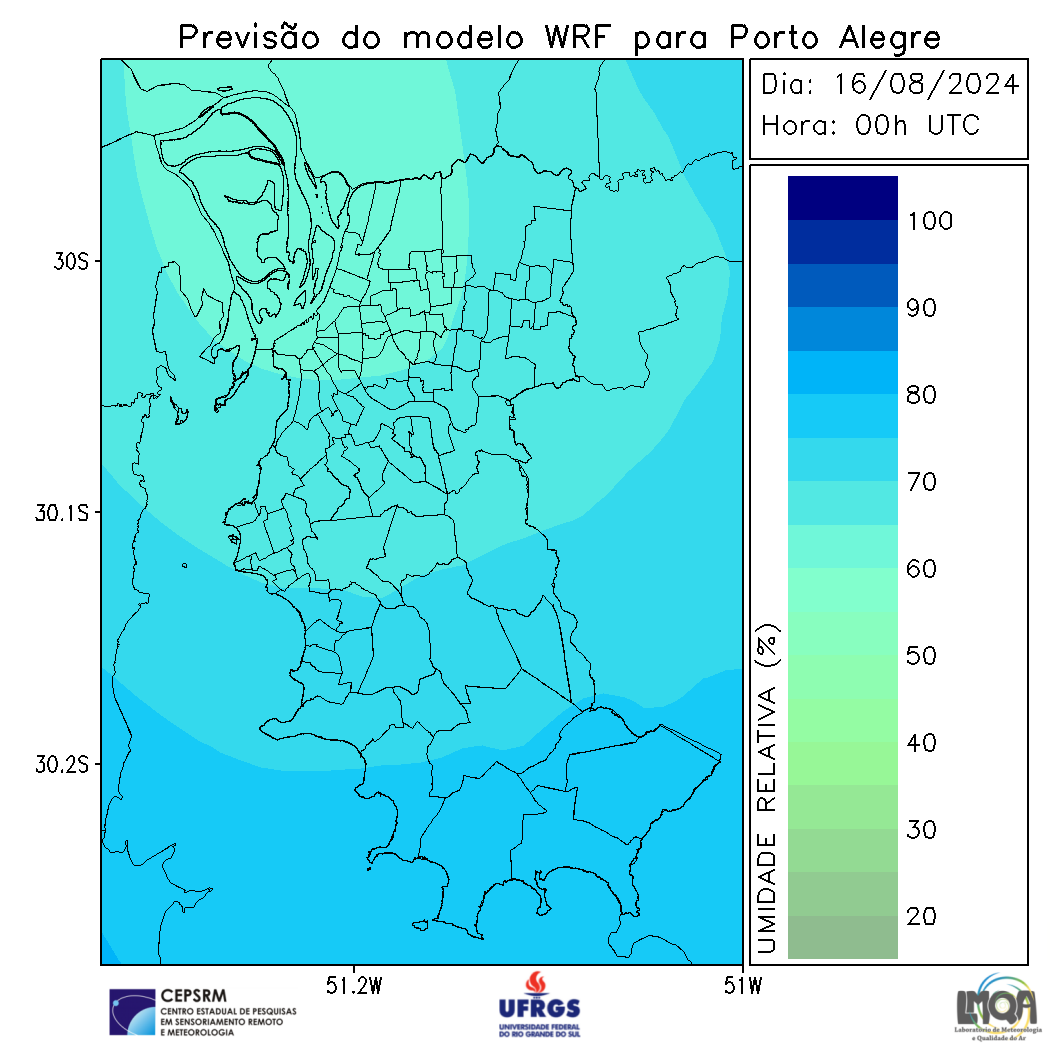 Previsão do modelo WRF para Porto Alegre
Dia: 16/08/2024
Hora: 00h UTC
30S
30.1S
30.2S
51.2W
51W
100
90
80
70
60
50
40
30
20
UMIDADE RELATIVA (%)
CEPSRM
CENTRO ESTADUAL DE PESQUISAS
EM SENSORIAMENTO REMOTO
E METEOROLOGIA
UFRGS
UNIVERSIDADE FEDERAL
DO RIO GRANDE DO SUL
LMQA
Laboratório de Meteorologia
e Qualidade do Ar